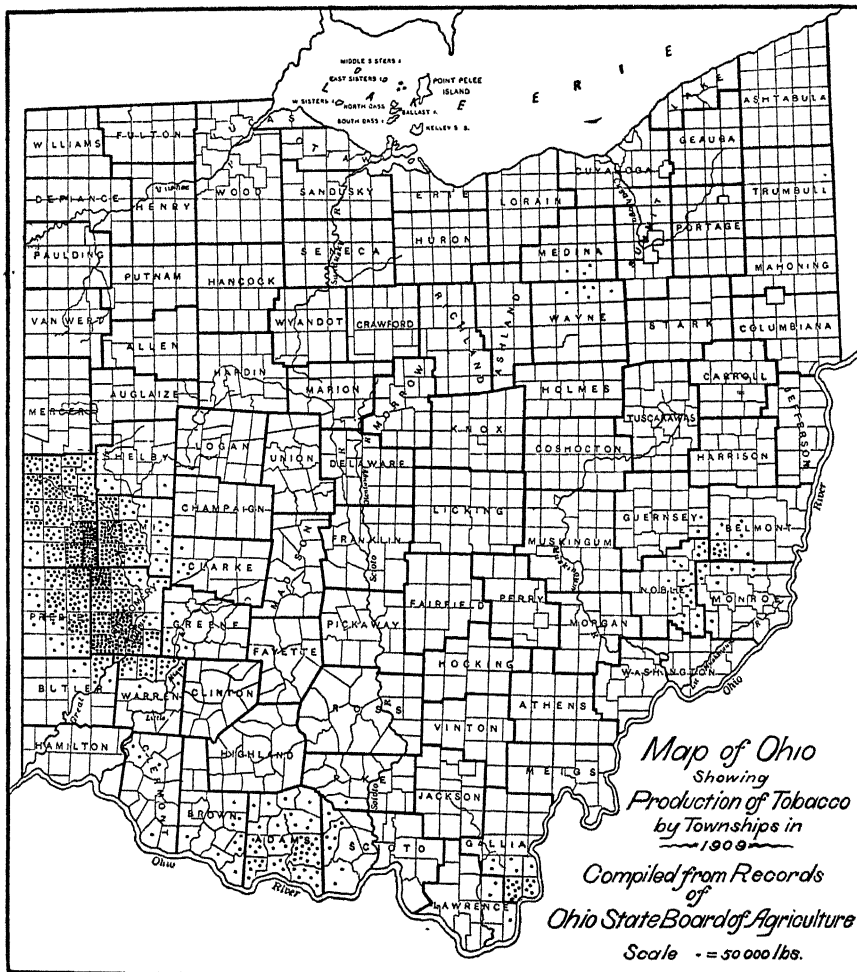 MIDDLE SISTERS
EAST SISTERS
W SISTERS
NORTH BASS
SOUTH BASS
BALLAST
KELLEY'S
POINT PELEE
ISLAND
L A K E E R I E
WILLIAMS
FULTON
LUCAS
OTTAWA
LAKE
ASHTABULA
GEAUGA
CUYAHOGA
DEFIANCE
HENRY
WOOD
SANDUSKY
ERIE
LORAIN
TRUMBULL
PAULDING
PUTNAM
HANCOCK
SENECA
HURON
MEDINA
SUMMIT
PORTAGE
MAHONING
VAN WERT
ALLEN
WYANDOT
CRAWFORD
RICHLAND
ASHLAND
WAYNE
STARK
COLUMBIANA
MERCER
AUGLAIZE
HARDIN
MARION
MORROW
HOLMES
CARROLL
JEFFERSON
SHELBY
LOGAN
UNION
DELAWARE
KNOX
COSHOCTON
TUSCARAWAS
HARRISON
DARKE
CHAMPAIGN
LICKING
GUERNSEY
BELMONT
CLARKE
MADISON
FRANKLIN
MUSKINGUM
NOBLE
MONROE
PREBLE
GREENE
FAYETTE
PICKAWAY
FAIRFIELD
PERRY
MORGAN
WASHINGTON
BUTLER
WARREN
CLINTON
ROSS
HOCKING
ATHENS
HAMILTON
CLERMONT
HIGHLAND
PIKE
VINTON
MEIGS
BROWN
ADAMS
SCIOTO
JACKSON
GALLIA
LAWRENCE
Sandusky
Scioto
Great
Little
Scioto
Ohio
River
Ohio
River
Map of Ohio
Showing
Production of Tobacco
by Townships in
1909
Compiled from Records
of
Ohio State Board of Agriculture
Scale · = 50 000 lbs.